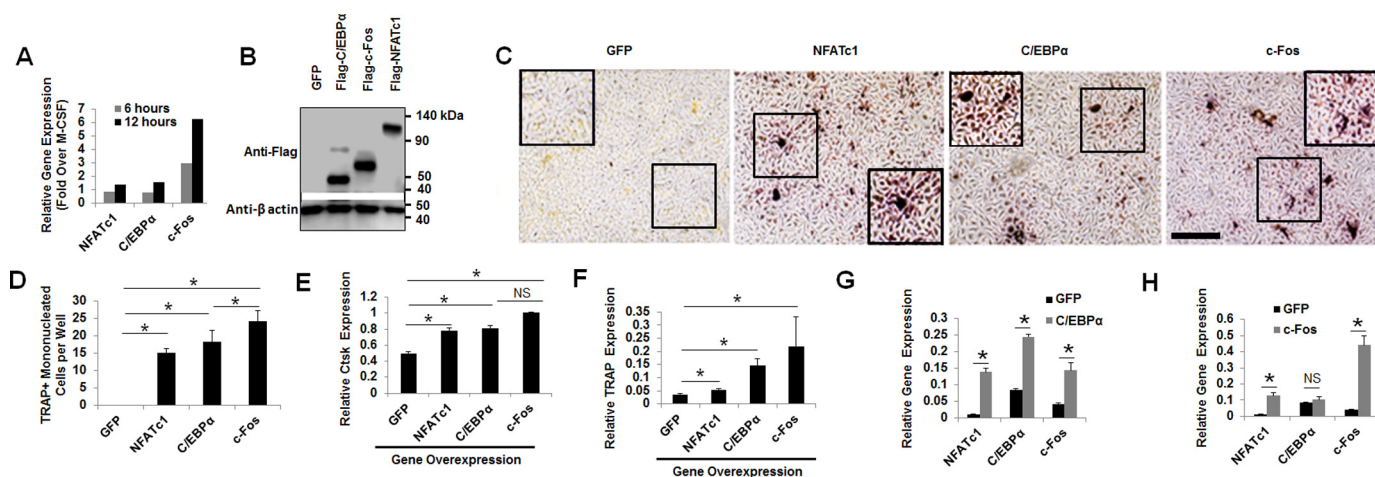 A
Relative Gene Expression
(Fold Over M-CSF)
7
6
5
4
3
2
1
0
6 hours
12 hours
NFATc1
C/EBPα
c-Fos
B
GFP
Flag-C/EBPα
Flag-c-Fos
Flag-NFATc1
Anti-Flag
140 kDa
90
50
40
Anti-β actin
50
40
C
GFP
NFATc1
C/EBPα
c-Fos
D
TRAP+ Mononucleated
Cells per Well
30
25
20
15
10
5
0
*
*
*
*
GFP
NFATc1
C/EBPα
c-Fos
E
Relative Ctsk Expression
1.2
1
0.8
0.6
0.4
0.2
0
*
*
NS
*
GFP
NFATc1
C/EBPα
c-Fos
Gene Overexpression
F
Relative TRAP Expression
0.35
0.3
0.25
0.2
0.15
0.1
0.05
0
*
*
*
GFP
NFATc1
C/EBPα
c-Fos
Gene Overexpression
G
GFP
C/EBPα
Relative Gene Expression
0.3
0.25
0.2
0.15
0.1
0.05
0
*
*
*
NFATc1
C/EBPα
c-Fos
H
GFP
c-Fos
Relative Gene Expression
0.6
0.5
0.4
0.3
0.2
0.1
0
*
NS
*
NFATc1
C/EBPα
c-Fos